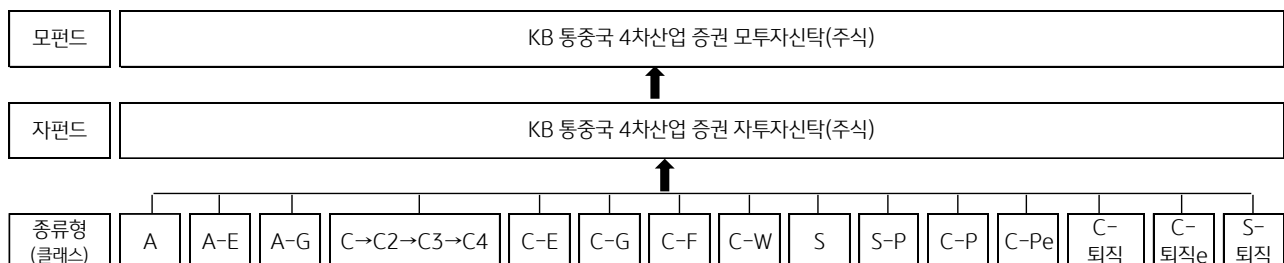 모펀드
KB 통중국 4차산업 증권 모투자신탁(주식)
자펀드
KB 통중국 4차산업 증권 자투자신탁(주식)
종류형
(클래스)
A
A-E
A-G
C→C2→C3→C4
C-E
C-G
C-F
C-W
S
S-P
C-P
C-Pe
C-
퇴직
C-
퇴직e
S-
퇴직